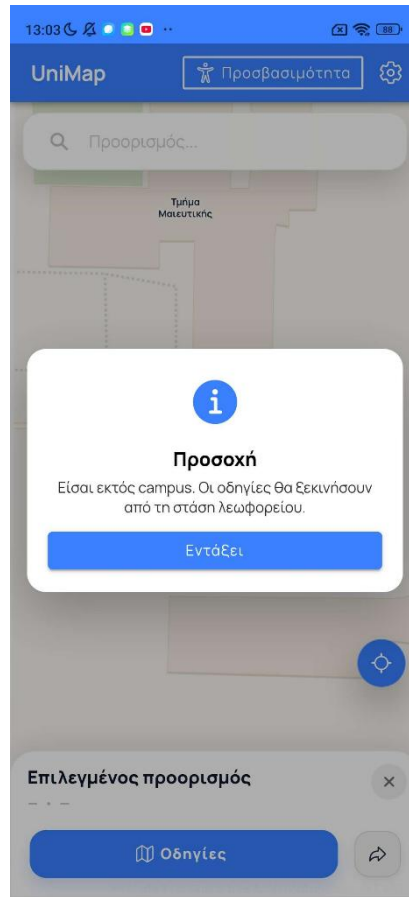 13:03
88
UniMap
Προσβασιμότητα
Προορισμός...
Τμήμα
Μαιευτικής
Προσοχή
Είσαι εκτός campus. Οι οδηγίες θα ξεκινήσουν
από τη στάση λεωφορείου.
Εντάξει
Επιλεγμένος προορισμός
– · –
Οδηγίες